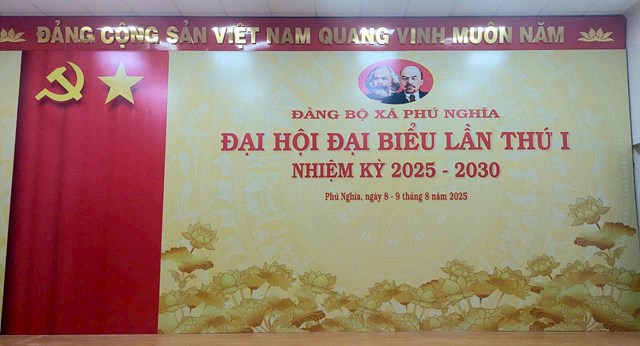 ĐẢNG CỘNG SẢN VIỆT NAM QUANG VINH MUÔN NĂM
ĐẢNG BỘ XÃ PHÚ NGHĨA
ĐẠI HỘI ĐẠI BIỂU LẦN THỨ I
NHIỆM KỲ 2025 - 2030
Phú Nghĩa, ngày 8 - 9 tháng 8 năm 2025